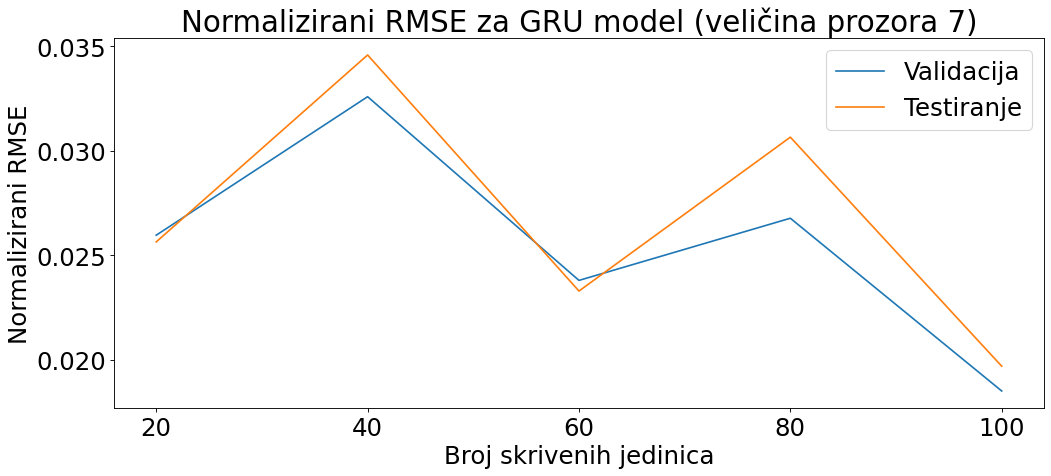 Normalizirani RMSE za GRU model (veličina prozora 7)
Normalizirani RMSE
0.035
0.030
0.025
0.020
Validacija
Testiranje
20 40 60 80 100
Broj skrivenih jedinica